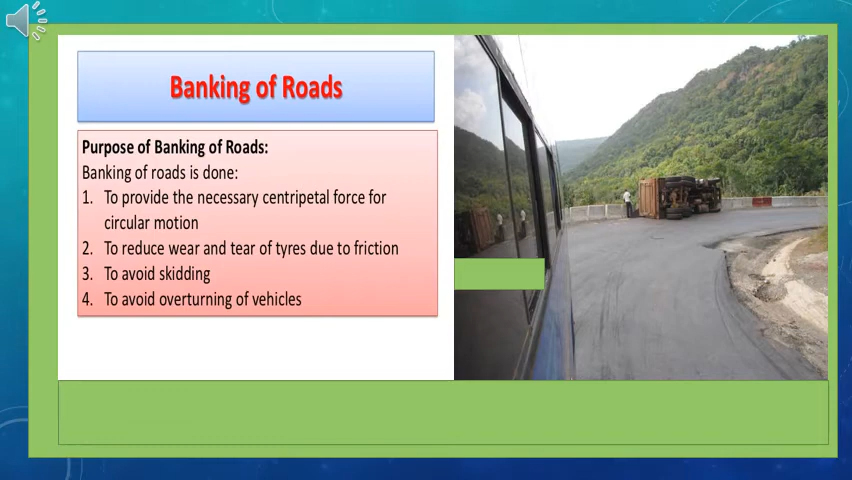 Banking of Roads
Purpose of Banking of Roads:
Banking of roads is done:
1. To provide the necessary centripetal force for
circular motion
2. To reduce wear and tear of tyres due to friction
3. To avoid skidding
4. To avoid overturning of vehicles